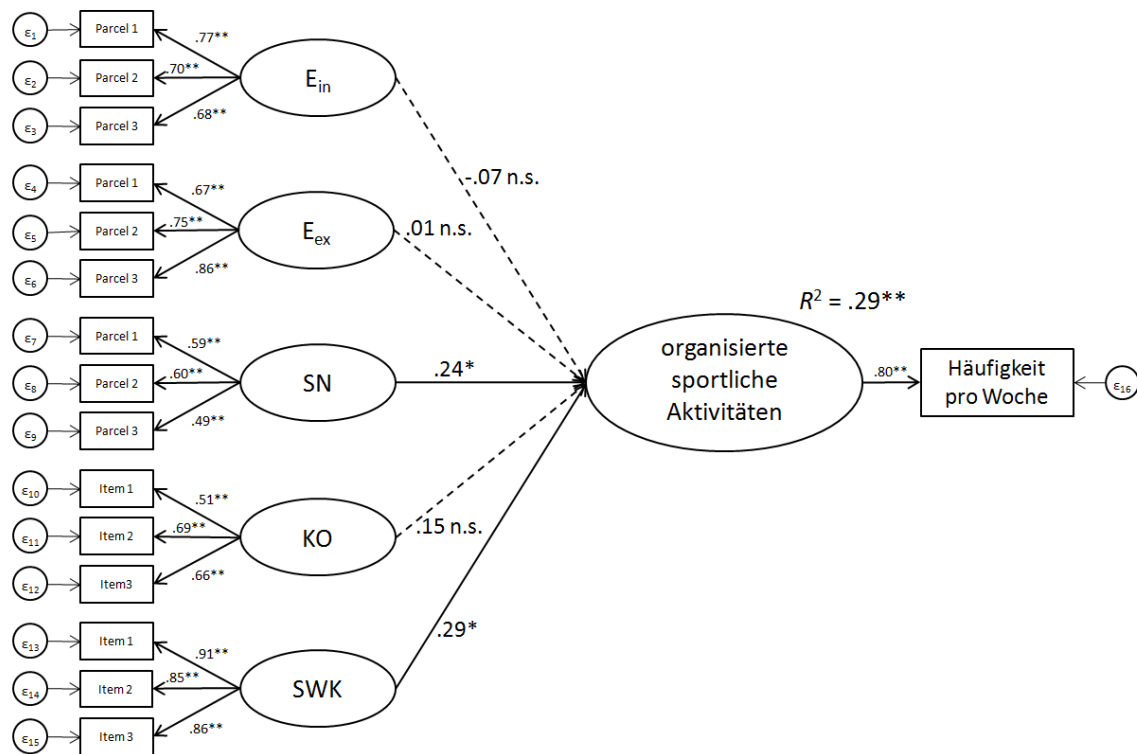 ε1 Parcel 1 .77**
ε2 Parcel 2 .70** Ein
ε3 Parcel 3 .68**
-.07 n.s.
ε4 Parcel 1 .67**
ε5 Parcel 2 .75** Eex .01 n.s.
ε6 Parcel 3 .86**
R² = .29**
ε7 Parcel 1 .59**
ε8 Parcel 2 .60** SN .24*
ε9 Parcel 3 .49**
organisierte
sportliche
Aktivitäten
.80**
Häufigkeit
pro Woche
ε16
ε10 Item 1 .51**
ε11 Item 2 .69** KO .15 n.s.
ε12 Item3 .66**
ε13 Item 1 .91**
.29*
ε14 Item 2 .85** SWK
ε15 Item 3 .86**